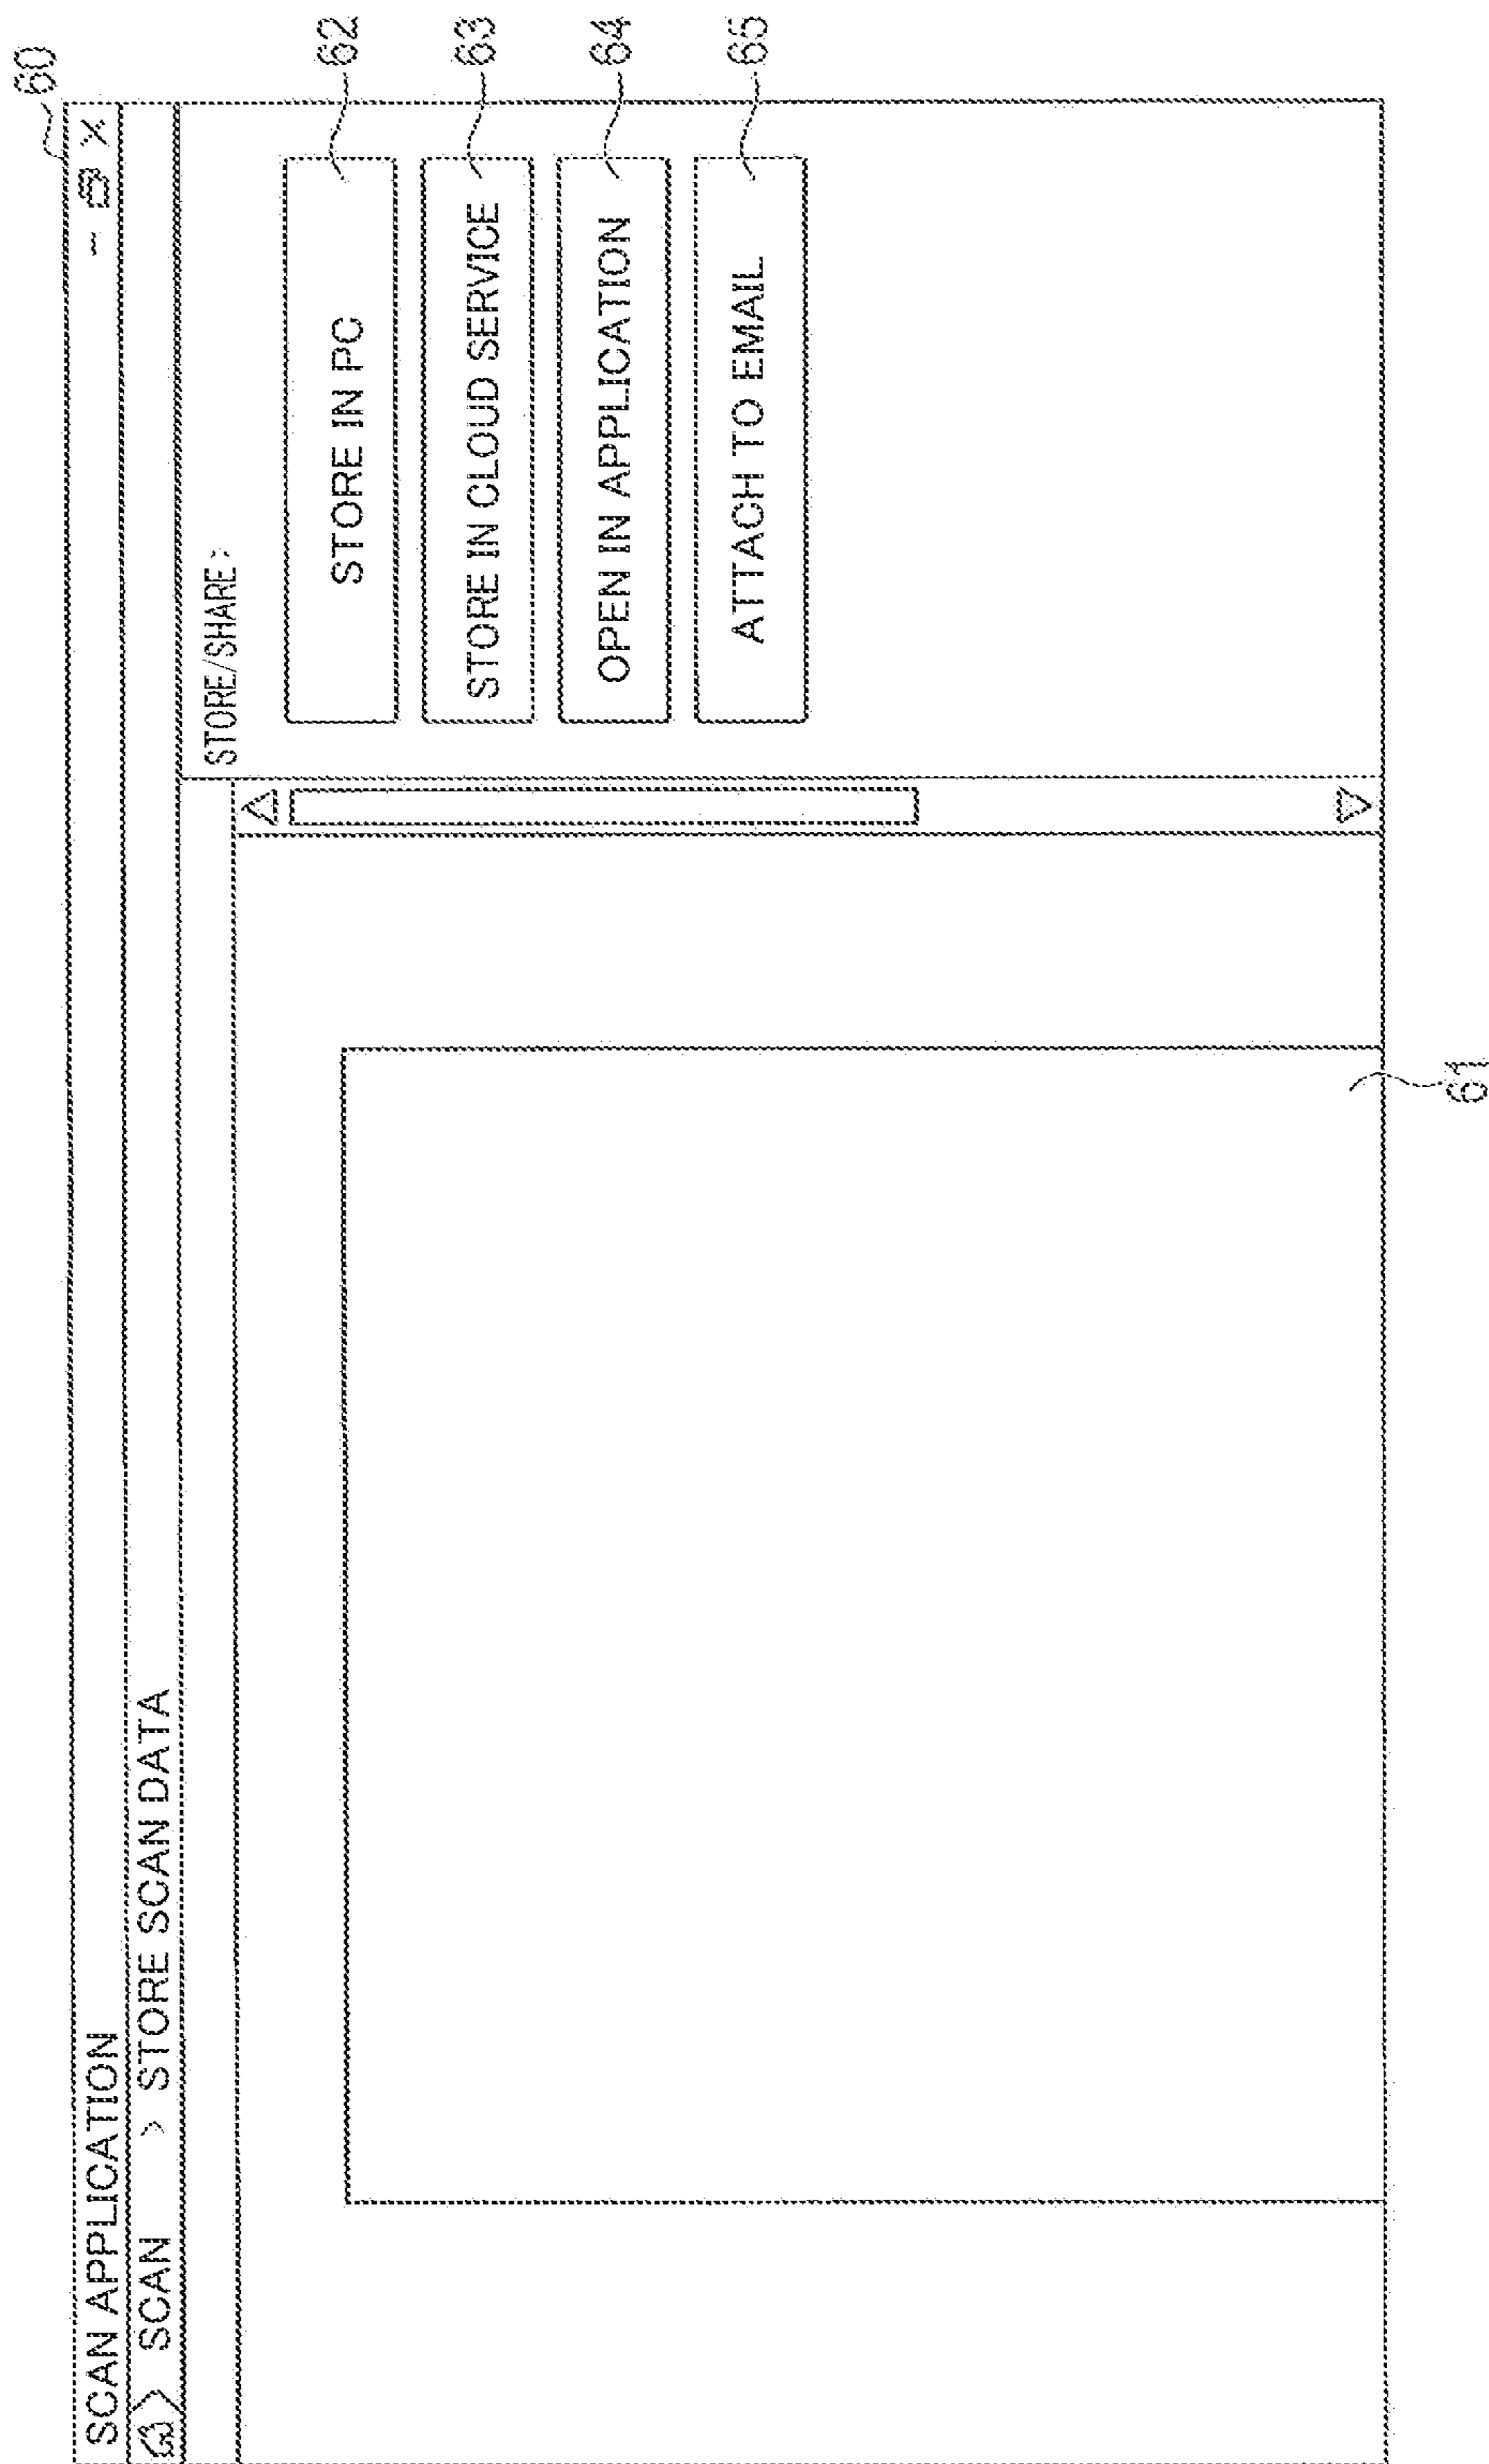 60
SCAN APPLICATION
SCAN > STORE SCAN DATA
STORE/SHARE >
STORE IN PC 62
STORE IN CLOUD SERVICE 63
OPEN IN APPLICATION 64
ATTACH TO EMAIL 65
61